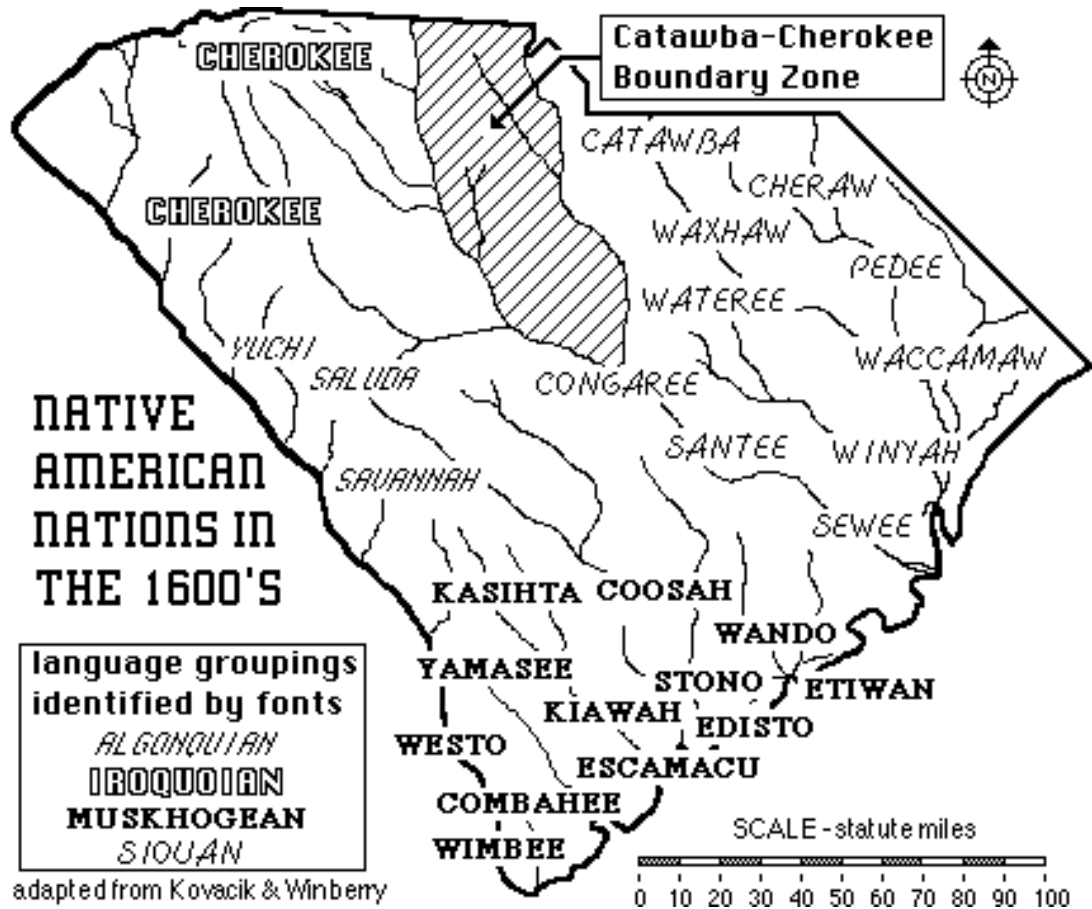 CHEROKEE
Catawba-Cherokee
Boundary Zone
N
CATAWBA
CHERAW
CHEROKEE
WAXHAW
PEDEE
WATEREE
YUCHI
SALUDA
CONGAREE
WACCAMAW
NATIVE
AMERICAN
NATIONS IN
THE 1600'S
SANTEE
WINYAH
SAVANNAH
SEWEE
KASIHTA
COOSAH
WANDO
YAMASEE
STONO
ETIWAN
KIAWAH
EDISTO
WESTO
ESCAMACU
COMBAHEE
WIMBEE
language groupings
identified by fonts
ALGONQUIAN
IROQUOIAN
MUSKHOGEAN
SIOUAN
adapted from Kovacik & Winberry
SCALE - statute miles
0 10 20 30 40 50 60 70 80 90 100